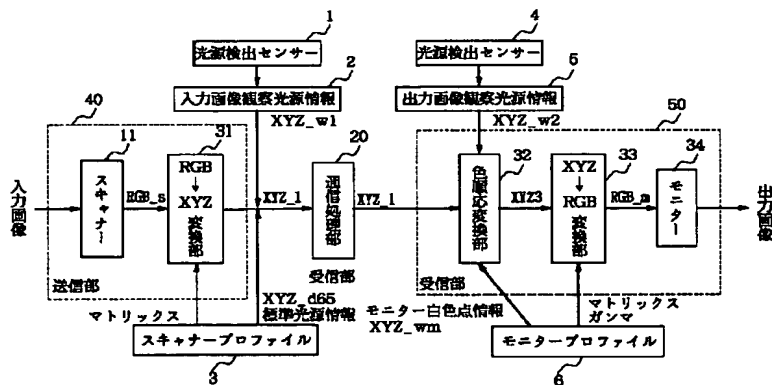 1
光源検出センサー
4
光源検出センサー
2
入力画像観察光源情報
5
出力画像観察光源情報
XYZ_w1
XYZ_w2
40
50
11
31
20
32
33
34
入力画像
スキャナー
RGB_s
RGB
↓
XYZ
変換部
XYZ_1
通信処理部
XYZ_1
色順応変換部
XYZ3
XYZ
↓
RGB
変換部
RGB_m
モニター
出力画像
送信部
受信部
受信部
マトリックス
XYZ_d65
標準光源情報
モニター白色点情報
XYZ_wm
マトリックス
ガンマ
スキャナープロファイル
モニタープロファイル
3
6